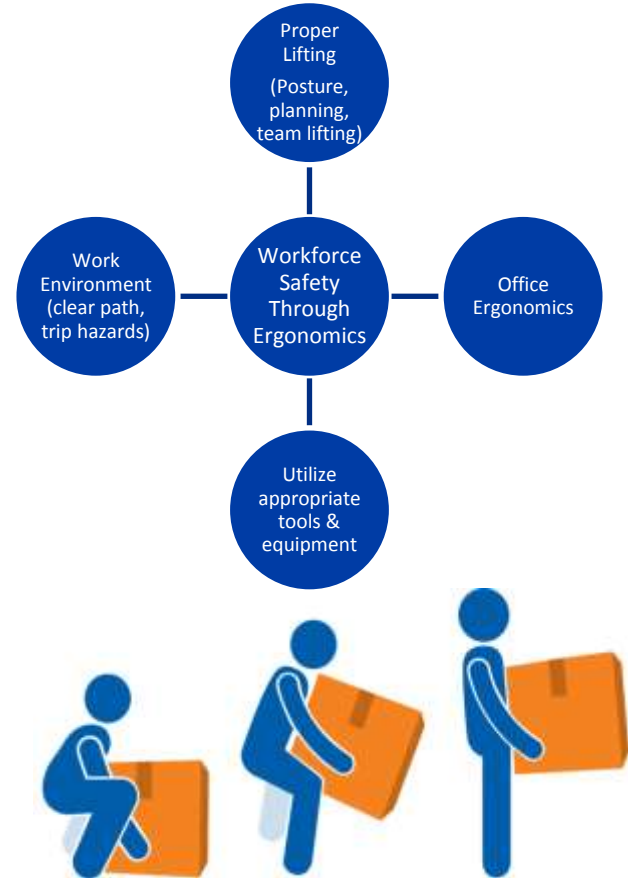 Proper
Lifting
(Posture,
planning,
team lifting)
Work
Environment
(clear path,
trip hazards)
Workforce
Safety
Through
Ergonomics
Office
Ergonomics
Utilize
appropriate
tools &
equipment